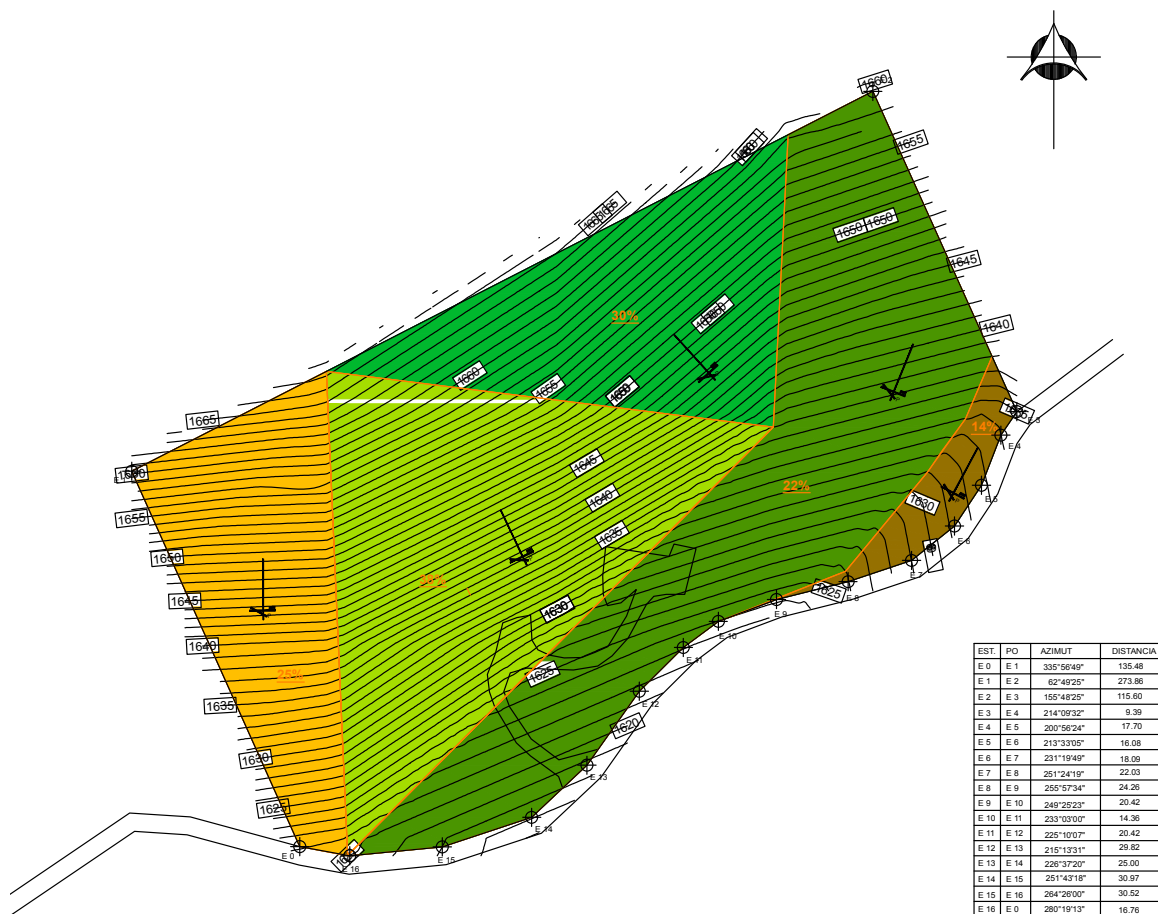 1655
1650
1650
1645
1640
30%
1660
1655
1650
1665
1645
1640
1635
22%
14%
1630
1625
1655
1650
1645
1640
1635
1630
1625
25%
1630
1625
1620
E 4
E 5
E 6
E 7
E 8
E 9
E 10
E 11
E 12
E 13
E 14
E 15
E 16
E 0
EST. PO AZIMUT DISTANCIA
E 0 E 1 335°56'49" 135.48
E 1 E 2 62°49'25" 273.86
E 2 E 3 155°48'25" 115.60
E 3 E 4 214°09'32" 9.39
E 4 E 5 200°56'24" 17.70
E 5 E 6 213°33'05" 16.08
E 6 E 7 231°19'49" 18.09
E 7 E 8 251°24'19" 22.03
E 8 E 9 255°57'34" 24.26
E 9 E 10 249°25'23" 20.42
E 10 E 11 233°03'00" 14.36
E 11 E 12 225°10'07" 20.42
E 12 E 13 215°13'31" 29.82
E 13 E 14 226°37'20" 25.00
E 14 E 15 251°43'18" 30.97
E 15 E 16 264°26'00" 30.52
E 16 E 0 280°19'13" 16.76